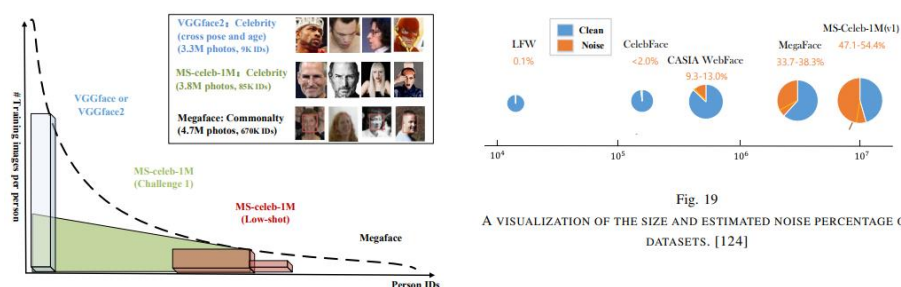 VGGface2: Celebrity
(cross pose and age)
(3.3M photos, 9K IDs)
MS-celeb-1M: Celebrity
(3.8M photos, 85K IDs)
Megaface: Commonality
(4.7M photos, 670K IDs)
#Training images per person
VGGface or
VGGface2
MS-celeb-1M
(Challenge 1)
MS-celeb-1M
(Low-shot)
Megaface
Person IDs
Clean
Noise
LFW
0.1%
CelebFace
<2.0%
CASIA WebFace
9.3-13.0%
MegaFace
33.7-38.3%
MS-Celeb-1M(v1)
47.1-54.4%
10⁴
10⁵
10⁶
10⁷
Fig. 19
A VISUALIZATION OF THE SIZE AND ESTIMATED NOISE PERCENTAGE O
DATASETS. [124]